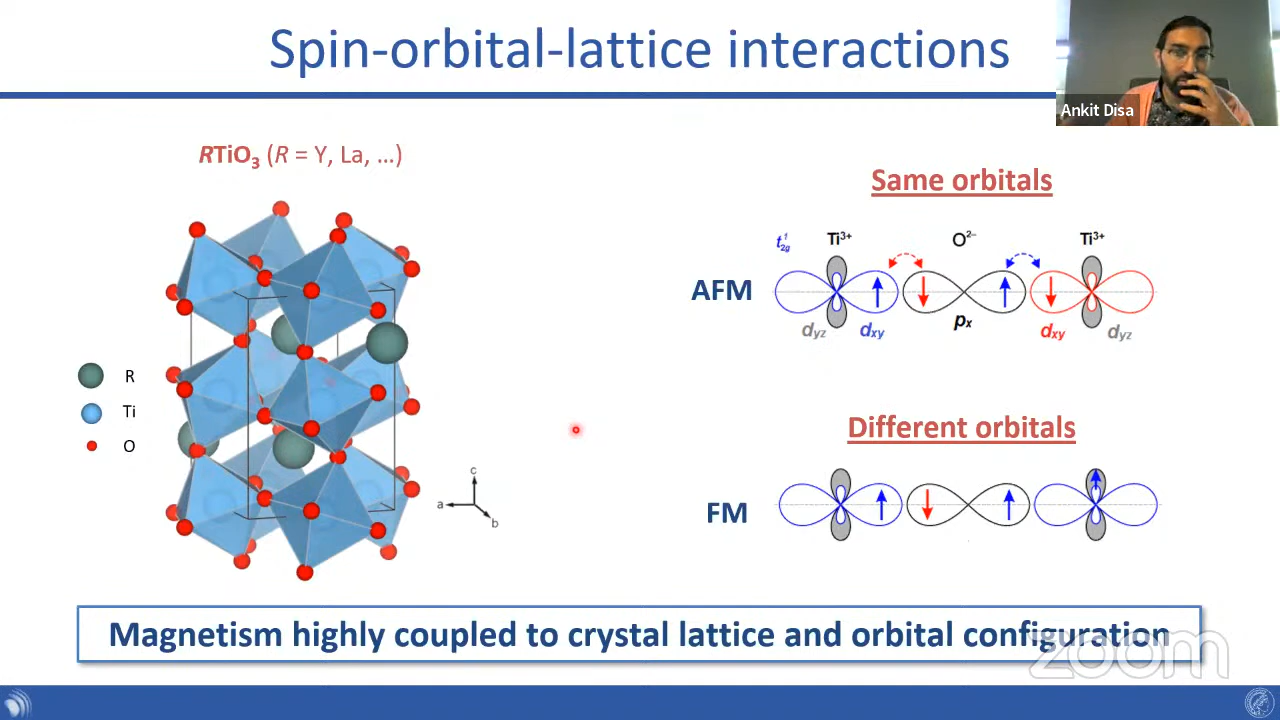 Spin-orbital-lattice interactions
Ankit Disa
RTiO₃ (R = Y, La, ...)
R
Ti
O
c
a
b
Same orbitals
t¹₂g
Ti³⁺
O²⁻
Ti³⁺
AFM
dyz
dxy
px
dxy
dyz
Different orbitals
FM
Magnetism highly coupled to crystal lattice and orbital configuration
zoom